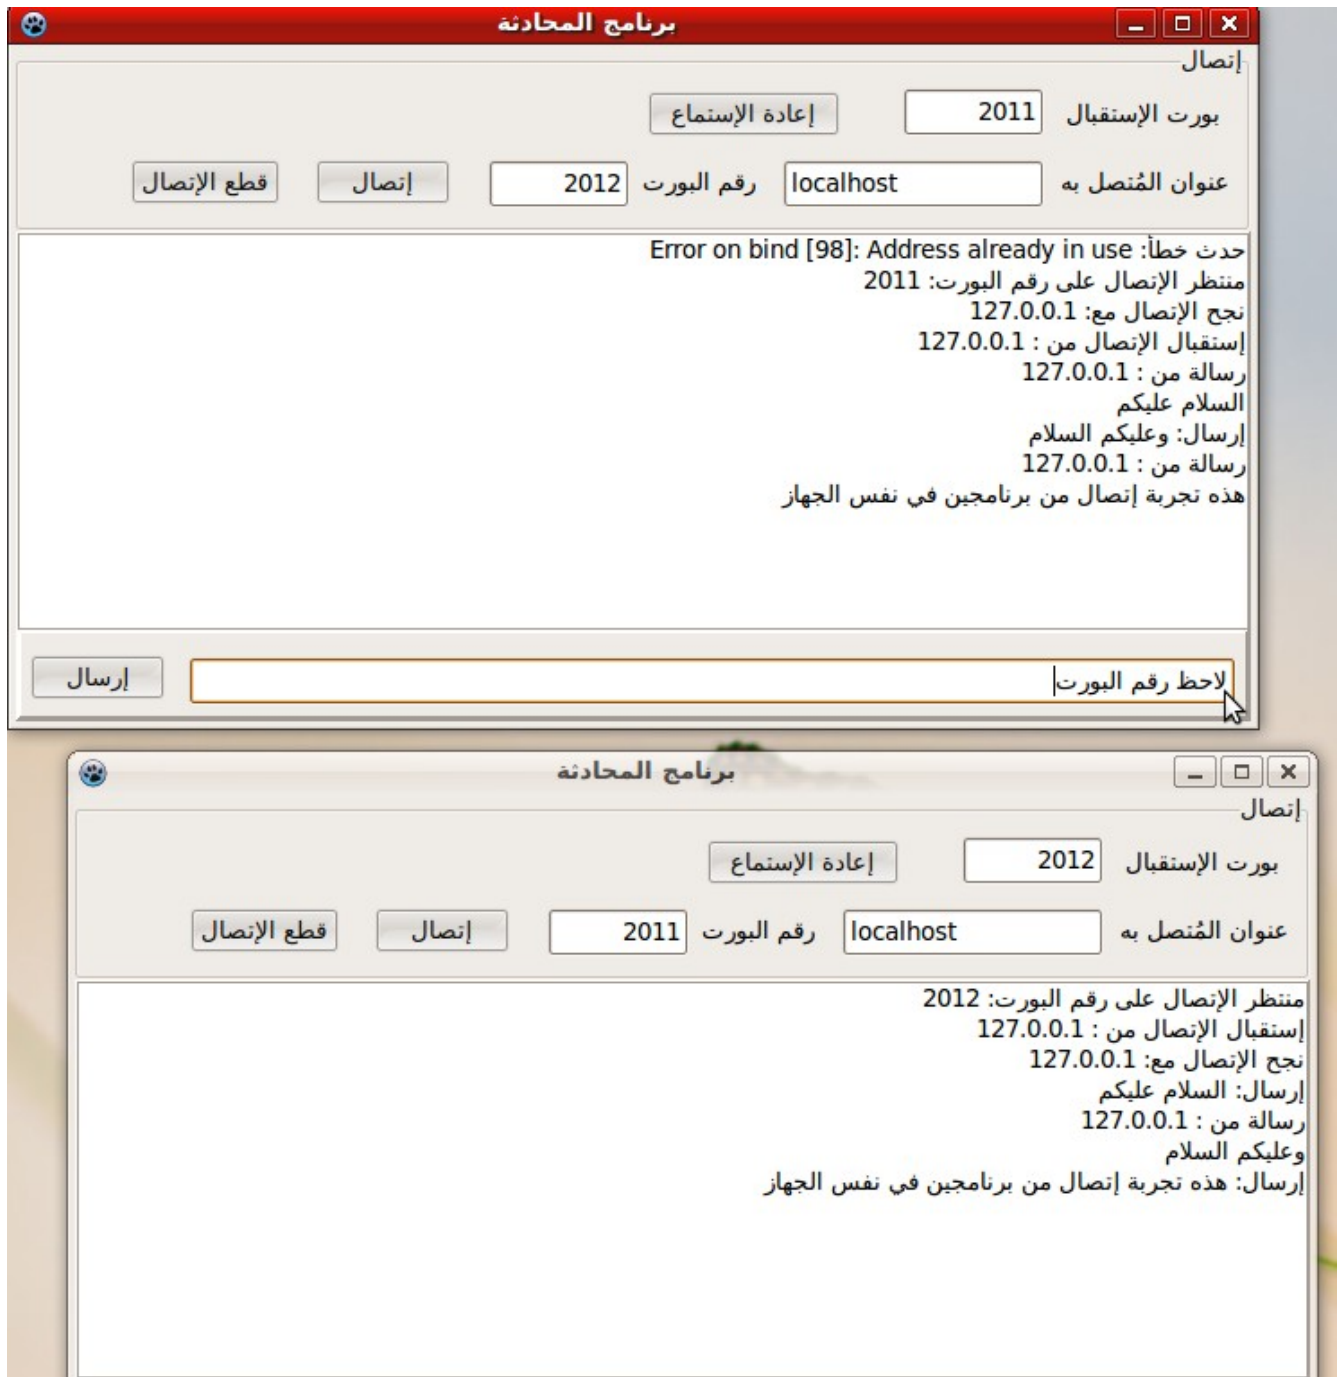 برنامج المحادثة
إتصال
بورت الإستقبال 2011 إعادة الإستماع
عنوان المُتصل به localhost رقم البورت 2012 إتصال قطع الإتصال
حدث خطأ: Error on bind [98]: Address already in use
منتظر الإتصال على رقم البورت: 2011
نجح الإتصال مع: 127.0.0.1
إستقبال الإتصال من : 127.0.0.1
رسالة من : 127.0.0.1
السلام عليكم
إرسال: وعليكم السلام
رسالة من : 127.0.0.1
هذه تجربة إتصال من برنامجين في نفس الجهاز
لاحظ رقم البورت إرسال
برنامج المحادثة
إتصال
بورت الإستقبال 2012 إعادة الإستماع
عنوان المُتصل به localhost رقم البورت 2011 إتصال قطع الإتصال
منتظر الإتصال على رقم البورت: 2012
إستقبال الإتصال من : 127.0.0.1
نجح الإتصال مع: 127.0.0.1
إرسال: السلام عليكم
رسالة من : 127.0.0.1
وعليكم السلام
إرسال: هذه تجربة إتصال من برنامجين في نفس الجهاز